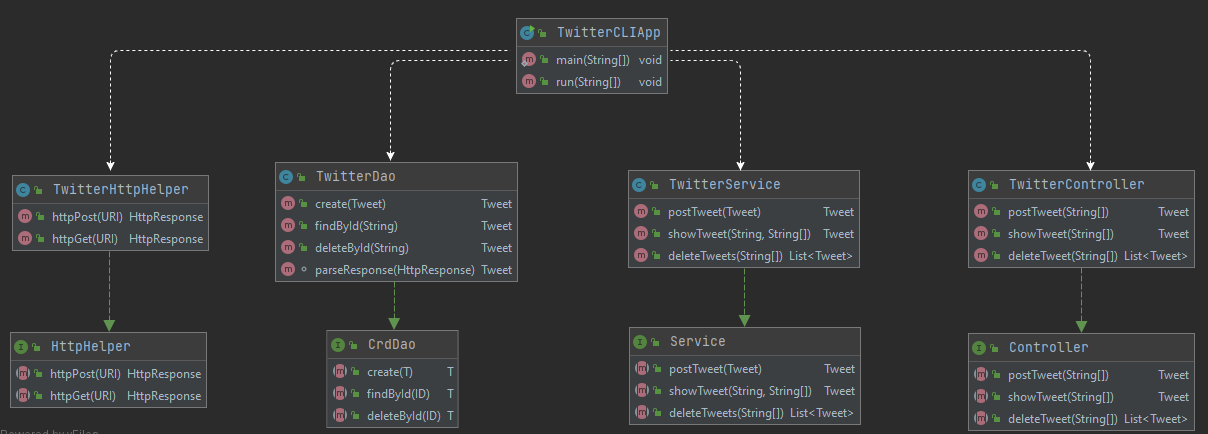 TwitterCLIApp
main(String[]) void
run(String[]) void
TwitterHttpHelper
httpPost(URI) HttpResponse
httpGet(URI) HttpResponse
TwitterDao
create(Tweet) Tweet
findById(String) Tweet
deleteById(String) Tweet
parseResponse(HttpResponse) Tweet
TwitterService
postTweet(Tweet) Tweet
showTweet(String, String[]) Tweet
deleteTweets(String[]) List<Tweet>
TwitterController
postTweet(String[]) Tweet
showTweet(String[]) Tweet
deleteTweet(String[]) List<Tweet>
HttpHelper
httpPost(URI) HttpResponse
httpGet(URI) HttpResponse
CrdDao
create(T) T
findById(ID) T
deleteById(ID) T
Service
postTweet(Tweet) Tweet
showTweet(String, String[]) Tweet
deleteTweets(String[]) List<Tweet>
Controller
postTweet(String[]) Tweet
showTweet(String[]) Tweet
deleteTweet(String[]) List<Tweet>
Powered by yFiles